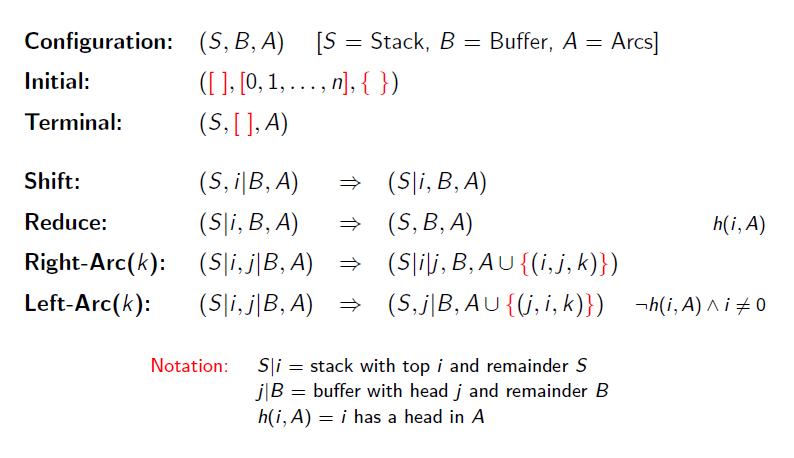 Configuration: (S, B, A) [S = Stack, B = Buffer, A = Arcs]
Initial: ([ ], [0, 1, . . . , n], { })
Terminal: (S, [ ], A)
Shift: (S, i|B, A) ⇒ (S|i, B, A)
Reduce: (S|i, B, A) ⇒ (S, B, A) h(i, A)
Right-Arc(k): (S|i, j|B, A) ⇒ (S|i|j, B, A ∪ {(i, j, k)})
Left-Arc(k): (S|i, j|B, A) ⇒ (S, j|B, A ∪ {(j, i, k)}) ¬h(i, A) ∧ i ≠ 0
Notation: S|i = stack with top i and remainder S
j|B = buffer with head j and remainder B
h(i, A) = i has a head in A